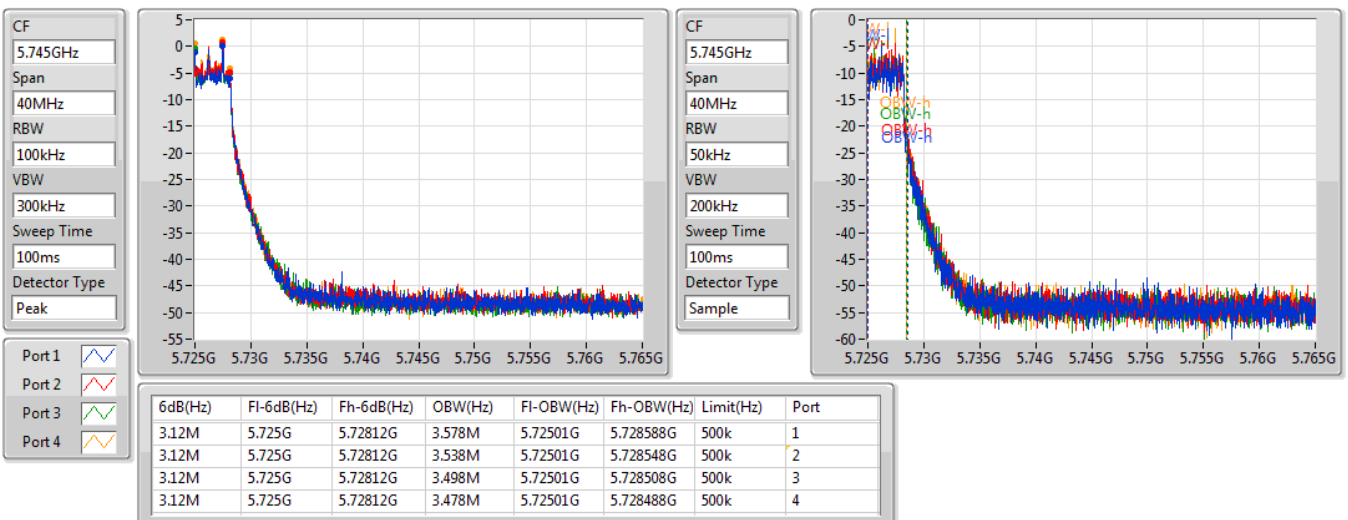 CF
5.745GHz
Span
40MHz
RBW
100kHz
VBW
300kHz
Sweep Time
100ms
Detector Type
Peak
5
0
-5
-10
-15
-20
-25
-30
-35
-40
-45
-50
-55
5.725G 5.73G 5.735G 5.74G 5.745G 5.75G 5.755G 5.76G 5.765G
CF
5.745GHz
Span
40MHz
RBW
50kHz
VBW
200kHz
Sweep Time
100ms
Detector Type
Sample
0
-5
-10
-15
-20
-25
-30
-35
-40
-45
-50
-55
-60
OBW-h
OBW-h
OBW-h
OBW-h
5.725G 5.73G 5.735G 5.74G 5.745G 5.75G 5.755G 5.76G 5.765G
Port 1
Port 2
Port 3
Port 4
6dB(Hz) Fl-6dB(Hz) Fh-6dB(Hz) OBW(Hz) Fl-OBW(Hz) Fh-OBW(Hz) Limit(Hz) Port
3.12M 5.725G 5.72812G 3.578M 5.72501G 5.728588G 500k 1
3.12M 5.725G 5.72812G 3.538M 5.72501G 5.728548G 500k 2
3.12M 5.725G 5.72812G 3.498M 5.72501G 5.728508G 500k 3
3.12M 5.725G 5.72812G 3.478M 5.72501G 5.728488G 500k 4